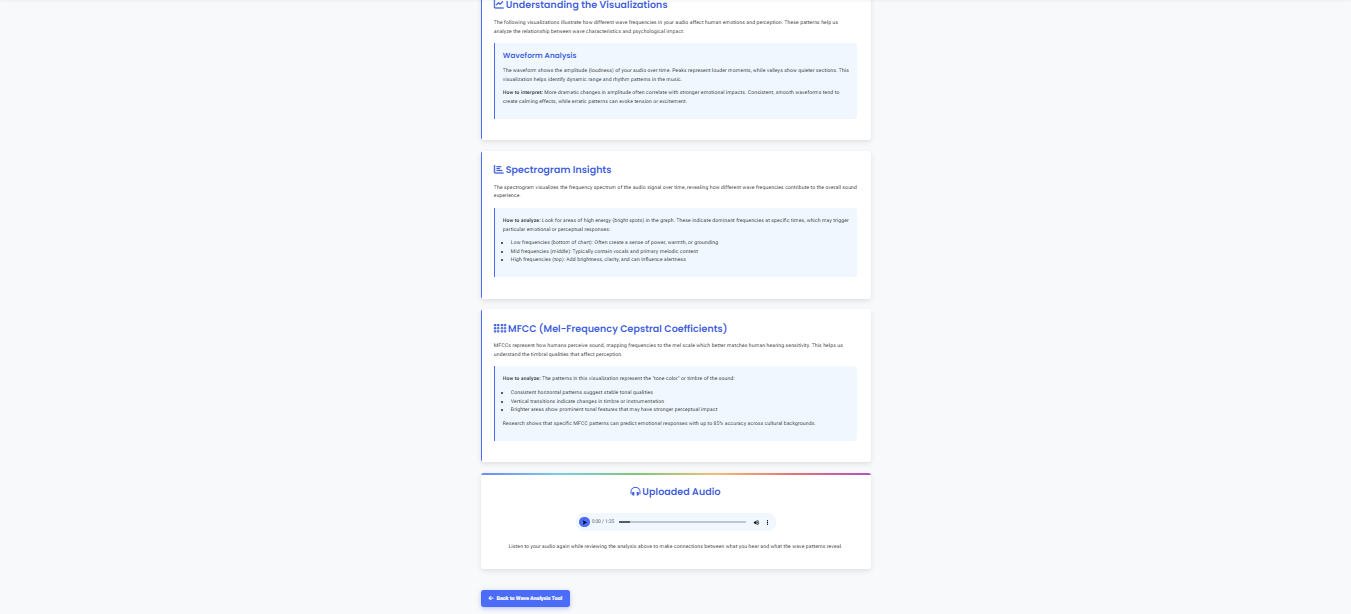 Understanding the Visualizations
The following visualizations illustrate how different wave frequencies in your audio affect human emotions and perception. These patterns help us
analyze the relationship between wave characteristics and psychological impact.
Waveform Analysis
The waveform shows the amplitude (loudness) of your audio over time. Peaks represent louder moments, while valleys show quieter sections. This
visualization helps identify dynamic range and rhythm patterns in the music.
How to interpret: More dramatic changes in amplitude often correlate with stronger emotional impacts. Consistent, smooth waveforms tend to
create calming effects, while erratic patterns can evoke tension or excitement.
Spectrogram Insights
The spectrogram visualizes the frequency spectrum of the audio signal over time, revealing how different wave frequencies contribute to the overall sound
experience.
How to analyze: Look for areas of high energy (bright spots) in the graph. These indicate dominant frequencies at specific times, which may trigger
particular emotional or perceptual responses:
• Low frequencies (bottom of chart): Often create a sense of power, warmth, or grounding
• Mid frequencies (middle): Typically contain vocals and primary melodic content
• High frequencies (top): Add brightness, clarity, and can influence alertness
MFCC (Mel-Frequency Cepstral Coefficients)
MFCCs represent how humans perceive sound, mapping frequencies to the mel scale which better matches human hearing sensitivity. This helps us
understand the timbral qualities that affect perception.
How to analyze: The patterns in this visualization represent the "tone color" or timbre of the sound:
• Consistent horizontal patterns suggest stable tonal qualities
• Vertical transitions indicate changes in timbre or instrumentation
• Brighter areas show prominent tonal features that may have stronger perceptual impact
Research shows that specific MFCC patterns can predict emotional responses with up to 85% accuracy across cultural backgrounds.
Uploaded Audio
0:00 / 1:35
Listen to your audio again while reviewing the analysis above to make connections between what you hear and what the wave patterns reveal.
← Back to Wave Analysis Tool